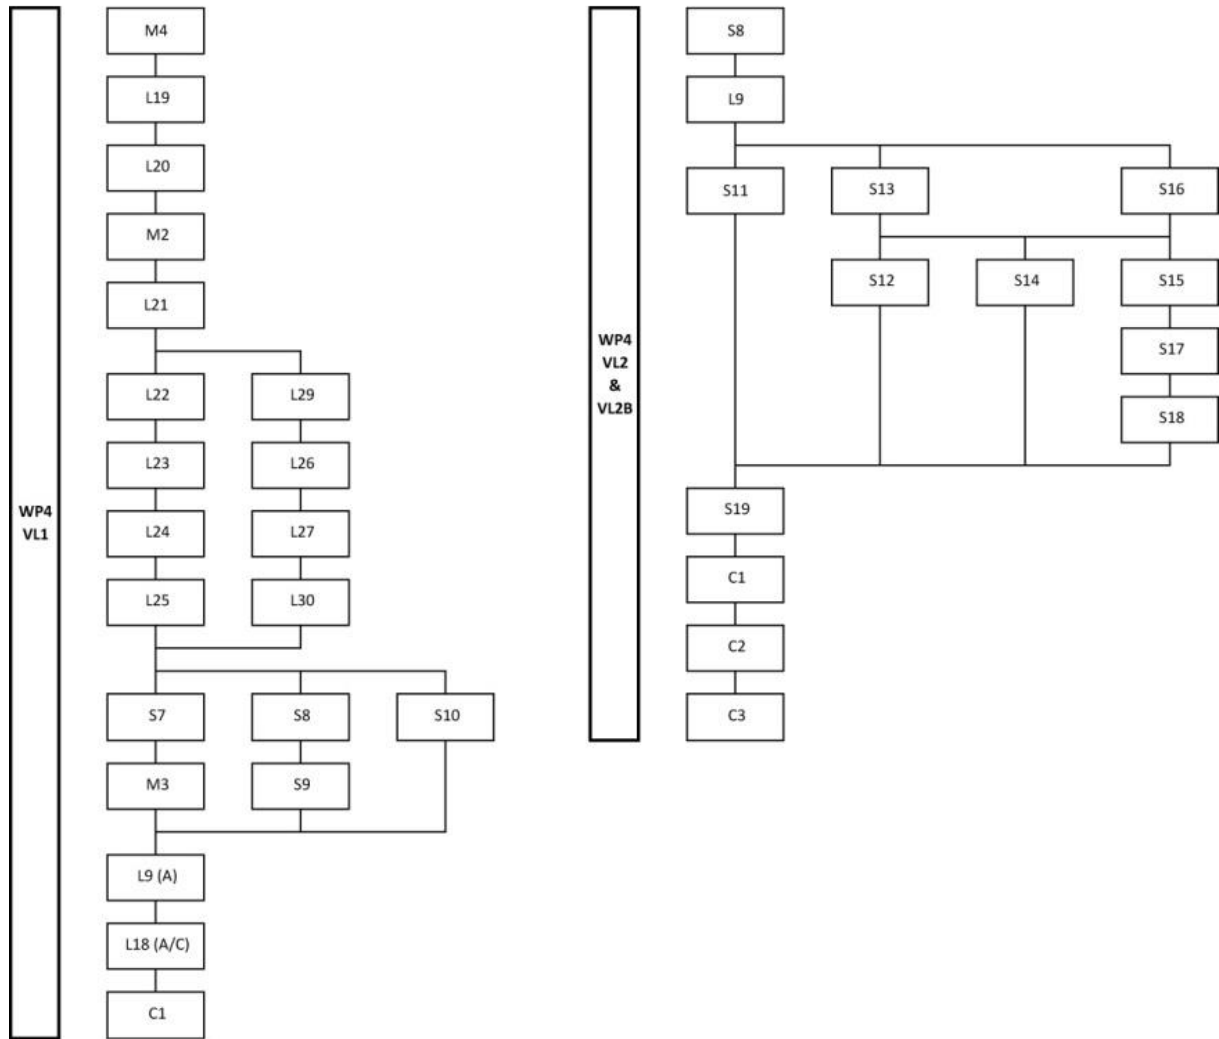 WP4
VL1
M4
L19
L20
M2
L21
L22
L29
L23
L26
L24
L27
L25
L30
S7
S8
S10
M3
S9
L9 (A)
L18 (A/C)
C1
WP4
VL2
&
VL2B
S8
L9
S11
S13
S16
S12
S14
S15
S17
S18
S19
C1
C2
C3